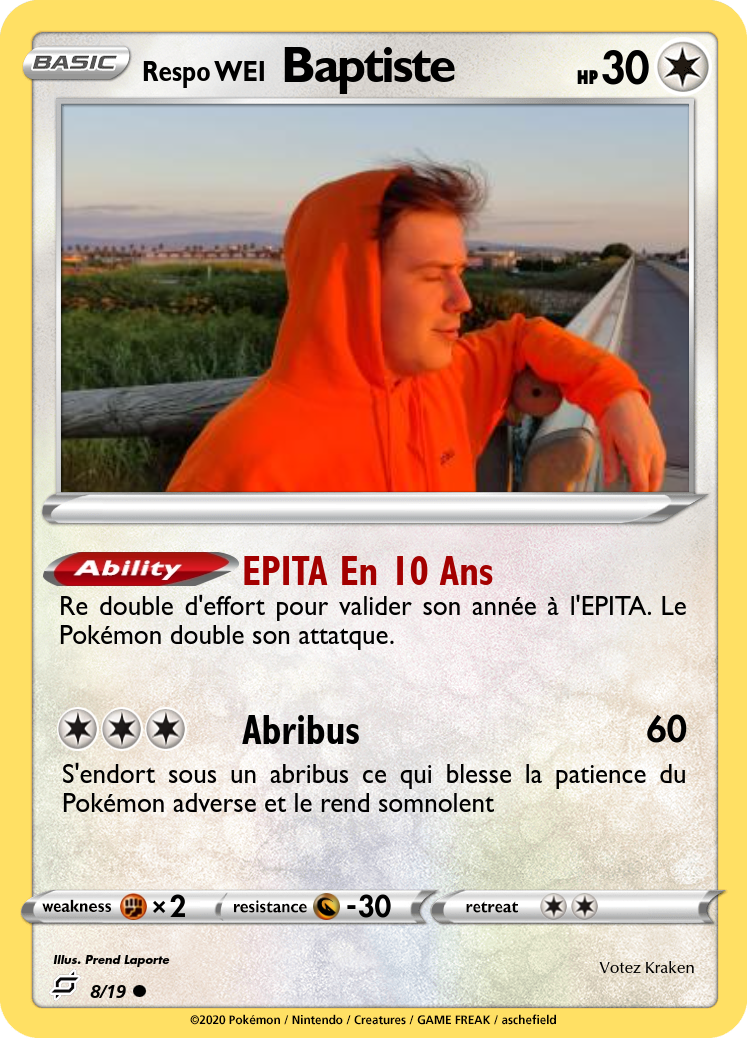 BASIC Respo WEI Baptiste HP 30
Ability EPITA En 10 Ans
Re double d'effort pour valider son année à l'EPITA. Le
Pokémon double son attatque.
Abribus 60
S'endort sous un abribus ce qui blesse la patience du
Pokémon adverse et le rend somnolent
weakness ×2 resistance -30 retreat
Illus. Prend Laporte
Votez Kraken
8/19
©2020 Pokémon / Nintendo / Creatures / GAME FREAK / aschefield